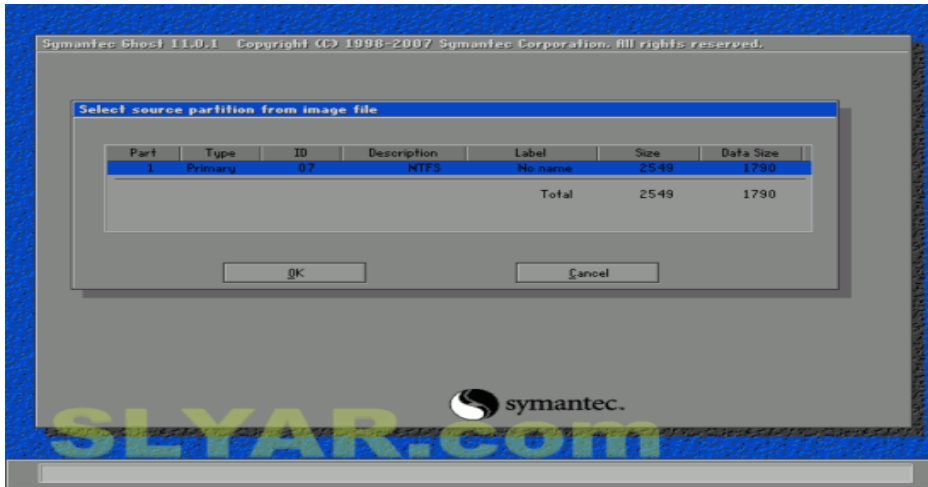 Symantec Ghost 11.0.1 Copyright (C) 1998-2007 Symantec Corporation. All rights reserved.
Select source partition from image file
Part Type ID Description Label Size Data Size
1 Primary 07 NTFS No name 2549 1790
Total 2549 1790
OK Cancel
symantec.
SLYAR.com